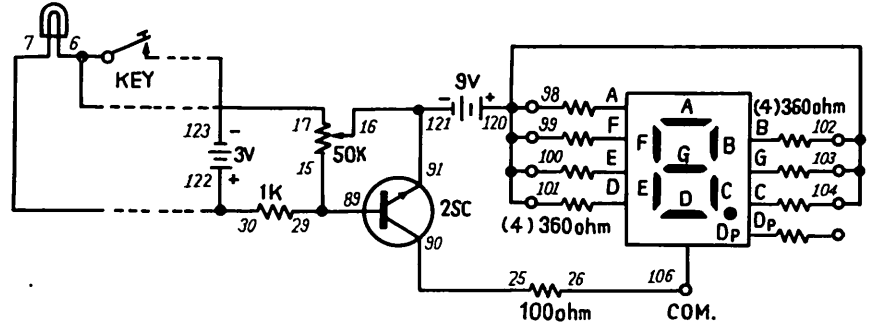 7 6
KEY
123 −
3V
122 +
30 1K 29
17 16
50K
15
89
91
2SC
90
− 9V +
121 120
98 A
99 F
100 E
101 D
(4)360ohm
A
F B
G
E C
D
Dp
(4)360ohm
B 102
G 103
C 104
Dp
25 26 106
100ohm COM.